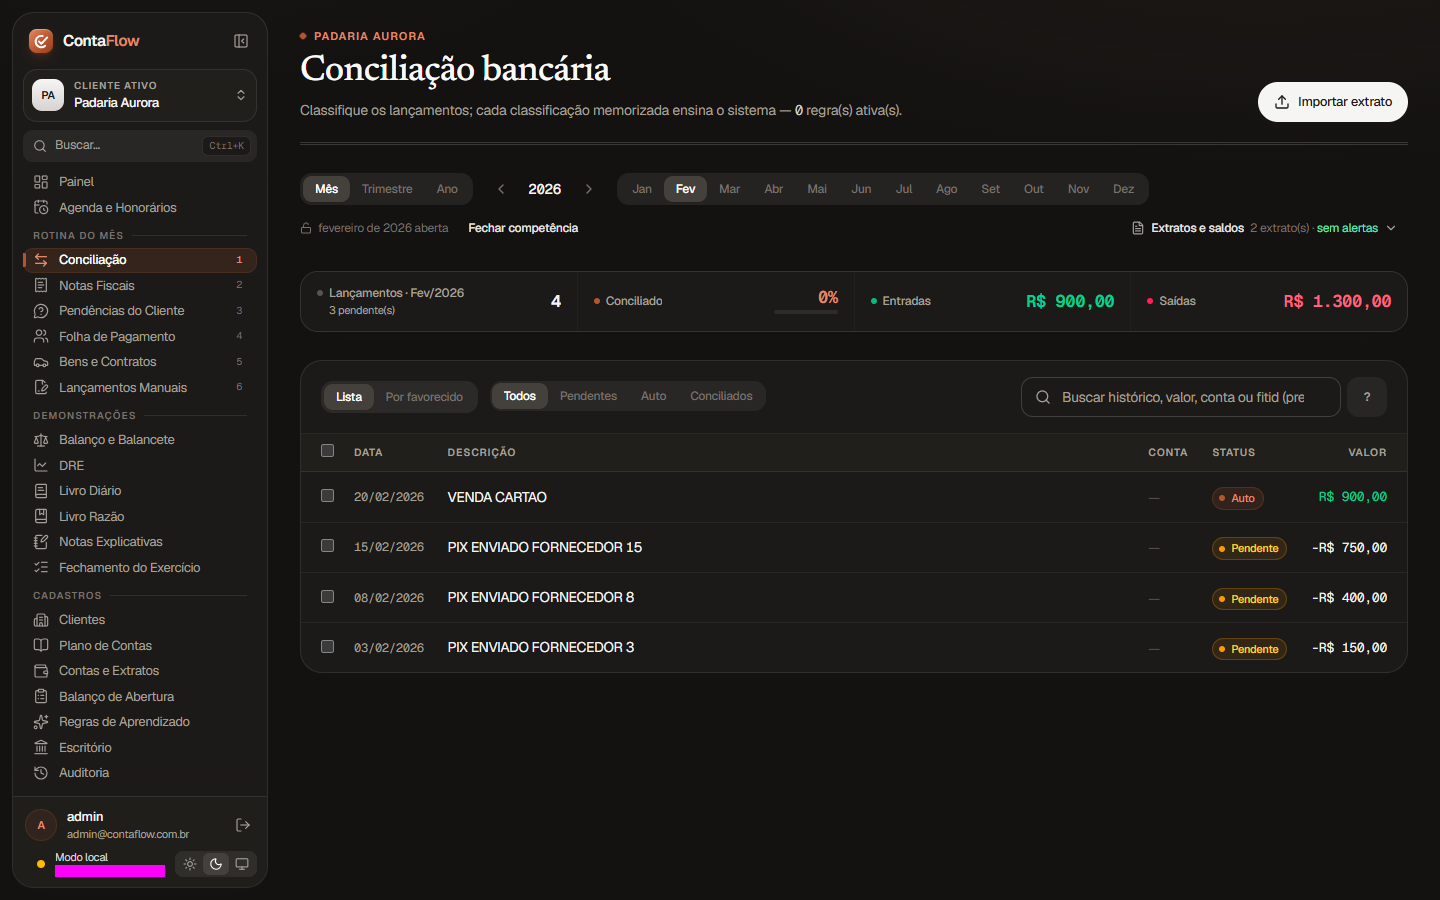 ContaFlow
PA
CLIENTE ATIVO
Padaria Aurora
Buscar...
Ctrl+K
Painel
Agenda e Honorários
ROTINA DO MÊS
Conciliação 1
Notas Fiscais 2
Pendências do Cliente 3
Folha de Pagamento 4
Bens e Contratos 5
Lançamentos Manuais 6
DEMONSTRAÇÕES
Balanço e Balancete
DRE
Livro Diário
Livro Razão
Notas Explicativas
Fechamento do Exercício
CADASTROS
Clientes
Plano de Contas
Contas e Extratos
Balanço de Abertura
Regras de Aprendizado
Escritório
Auditoria
A
admin
admin@contaflow.com.br
Modo local
PADARIA AURORA
Conciliação bancária
Classifique os lançamentos; cada classificação memorizada ensina o sistema — 0 regra(s) ativa(s).
Importar extrato
Mês Trimestre Ano
2026
Jan Fev Mar Abr Mai Jun Jul Ago Set Out Nov Dez
fevereiro de 2026 aberta Fechar competência
Extratos e saldos 2 extrato(s) · sem alertas
Lançamentos · Fev/2026
3 pendente(s)
4
Conciliado 0%
Entradas R$ 900,00
Saídas R$ 1.300,00
Lista Por favorecido
Todos Pendentes Auto Conciliados
Buscar histórico, valor, conta ou fitid (pre
?
DATA DESCRIÇÃO CONTA STATUS VALOR
20/02/2026 VENDA CARTAO — Auto R$ 900,00
15/02/2026 PIX ENVIADO FORNECEDOR 15 — Pendente -R$ 750,00
08/02/2026 PIX ENVIADO FORNECEDOR 8 — Pendente -R$ 400,00
03/02/2026 PIX ENVIADO FORNECEDOR 3 — Pendente -R$ 150,00